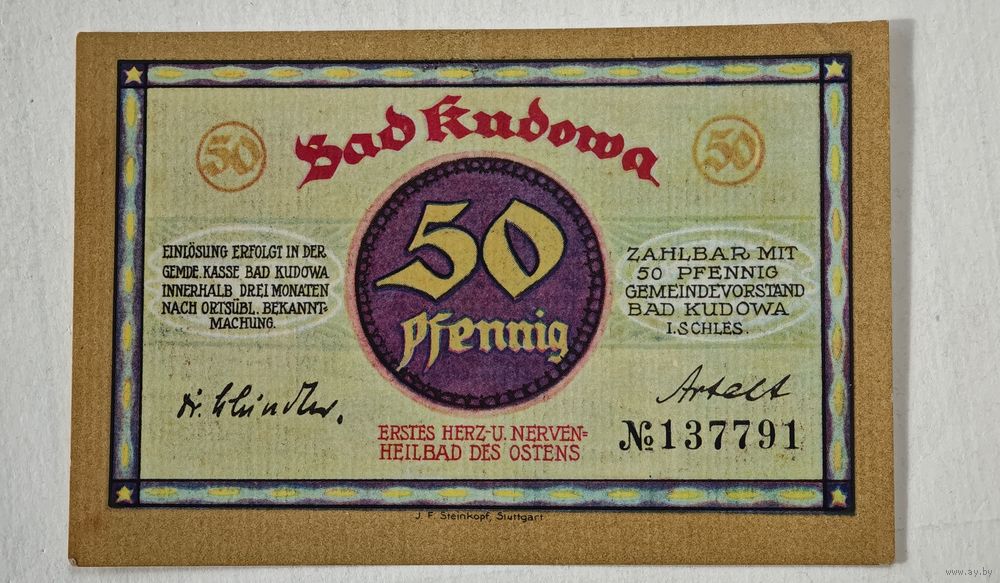 Bad Kudowa
50
50
50
Pfennig
EINLÖSUNG ERFOLGT IN DER
GEMDE. KASSE BAD KUDOWA
INNERHALB DREI MONATEN
NACH ORTSÜBL. BEKANNT=
MACHUNG.
ZAHLBAR MIT
50 PFENNIG
GEMEINDEVORSTAND
BAD KUDOWA
I. SCHLES.
Artelt
ERSTES HERZ-U. NERVEN=
HEILBAD DES OSTENS
№ 137791
J. F. Steinkopf, Stuttgart
www.ay.by